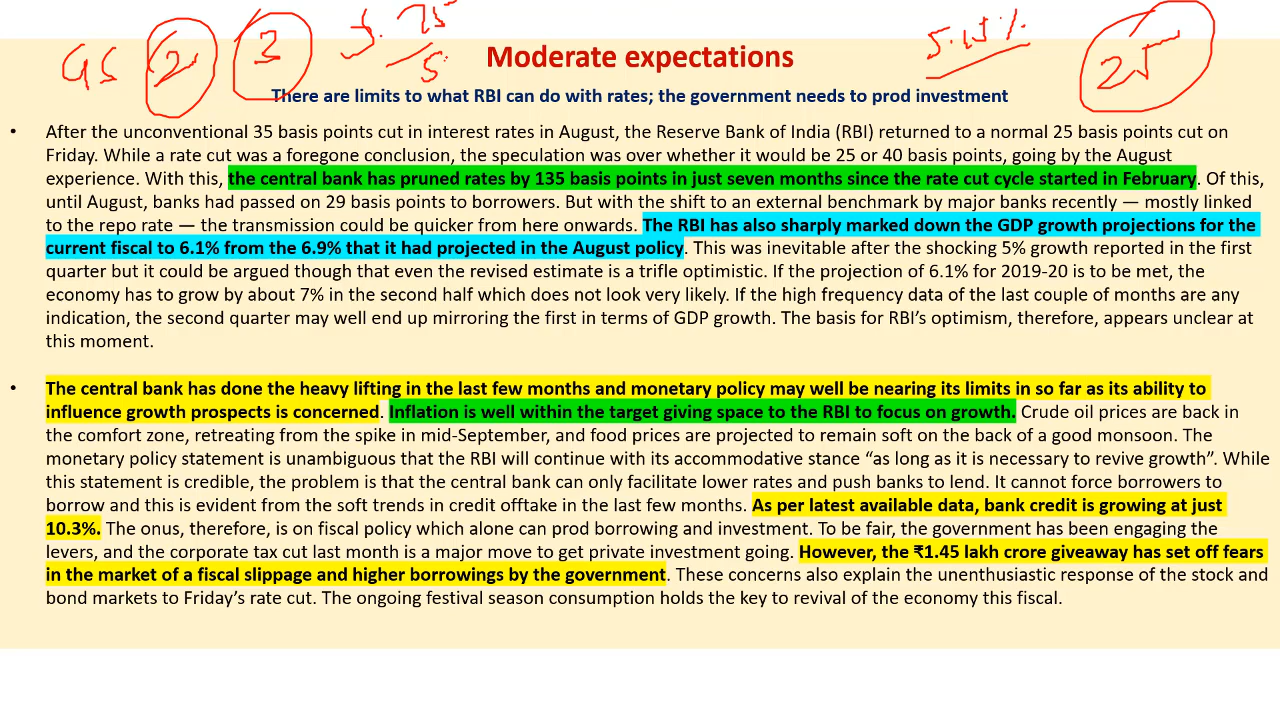 GS 2 3 5.15% 25
Moderate expectations
There are limits to what RBI can do with rates; the government needs to prod investment
• After the unconventional 35 basis points cut in interest rates in August, the Reserve Bank of India (RBI) returned to a normal 25 basis points cut on
Friday. While a rate cut was a foregone conclusion, the speculation was over whether it would be 25 or 40 basis points, going by the August
experience. With this, the central bank has pruned rates by 135 basis points in just seven months since the rate cut cycle started in February. Of this,
until August, banks had passed on 29 basis points to borrowers. But with the shift to an external benchmark by major banks recently — mostly linked
to the repo rate — the transmission could be quicker from here onwards. The RBI has also sharply marked down the GDP growth projections for the
current fiscal to 6.1% from the 6.9% that it had projected in the August policy. This was inevitable after the shocking 5% growth reported in the first
quarter but it could be argued though that even the revised estimate is a trifle optimistic. If the projection of 6.1% for 2019-20 is to be met, the
economy has to grow by about 7% in the second half which does not look very likely. If the high frequency data of the last couple of months are any
indication, the second quarter may well end up mirroring the first in terms of GDP growth. The basis for RBI’s optimism, therefore, appears unclear at
this moment.
• The central bank has done the heavy lifting in the last few months and monetary policy may well be nearing its limits in so far as its ability to
influence growth prospects is concerned. Inflation is well within the target giving space to the RBI to focus on growth. Crude oil prices are back in
the comfort zone, retreating from the spike in mid-September, and food prices are projected to remain soft on the back of a good monsoon. The
monetary policy statement is unambiguous that the RBI will continue with its accommodative stance “as long as it is necessary to revive growth”. While
this statement is credible, the problem is that the central bank can only facilitate lower rates and push banks to lend. It cannot force borrowers to
borrow and this is evident from the soft trends in credit offtake in the last few months. As per latest available data, bank credit is growing at just
10.3%. The onus, therefore, is on fiscal policy which alone can prod borrowing and investment. To be fair, the government has been engaging the
levers, and the corporate tax cut last month is a major move to get private investment going. However, the ₹1.45 lakh crore giveaway has set off fears
in the market of a fiscal slippage and higher borrowings by the government. These concerns also explain the unenthusiastic response of the stock and
bond markets to Friday’s rate cut. The ongoing festival season consumption holds the key to revival of the economy this fiscal.